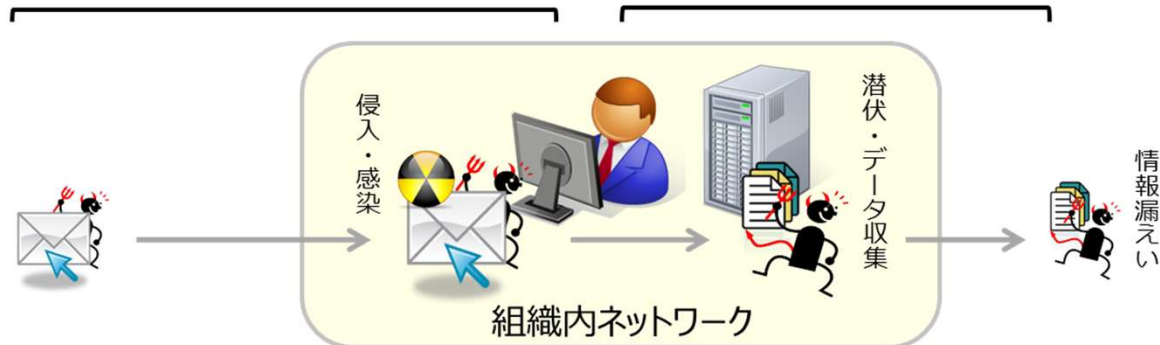 侵入・感染
潜伏・データ収集
情報漏えい
組織内ネットワーク